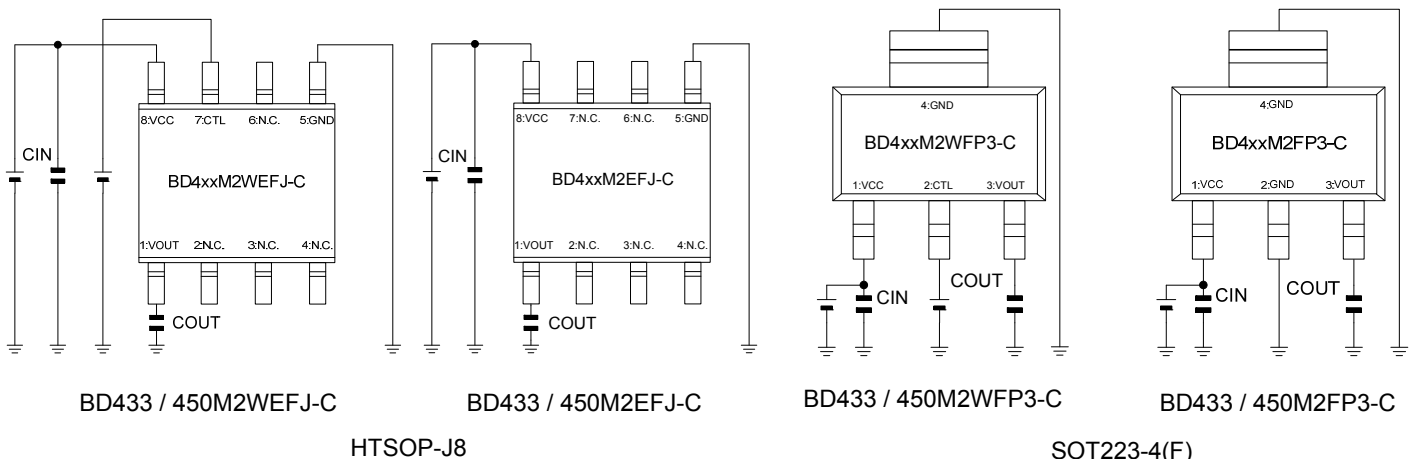 8:VCC 7:CTL 6:N.C. 5:GND
CIN
BD4xxM2WEFJ-C
1:VOUT 2:N.C. 3:N.C. 4:N.C.
COUT
BD433 / 450M2WEFJ-C
8:VCC 7:N.C. 6:N.C. 5:GND
CIN
BD4xxM2EFJ-C
1:VOUT 2:N.C. 3:N.C. 4:N.C.
COUT
BD433 / 450M2EFJ-C
HTSOP-J8
4:GND
BD4xxM2WFP3-C
1:VCC 2:CTL 3:VOUT
CIN
COUT
BD433 / 450M2WFP3-C
4:GND
BD4xxM2FP3-C
1:VCC 2:GND 3:VOUT
CIN
COUT
BD433 / 450M2FP3-C
SOT223-4(F)